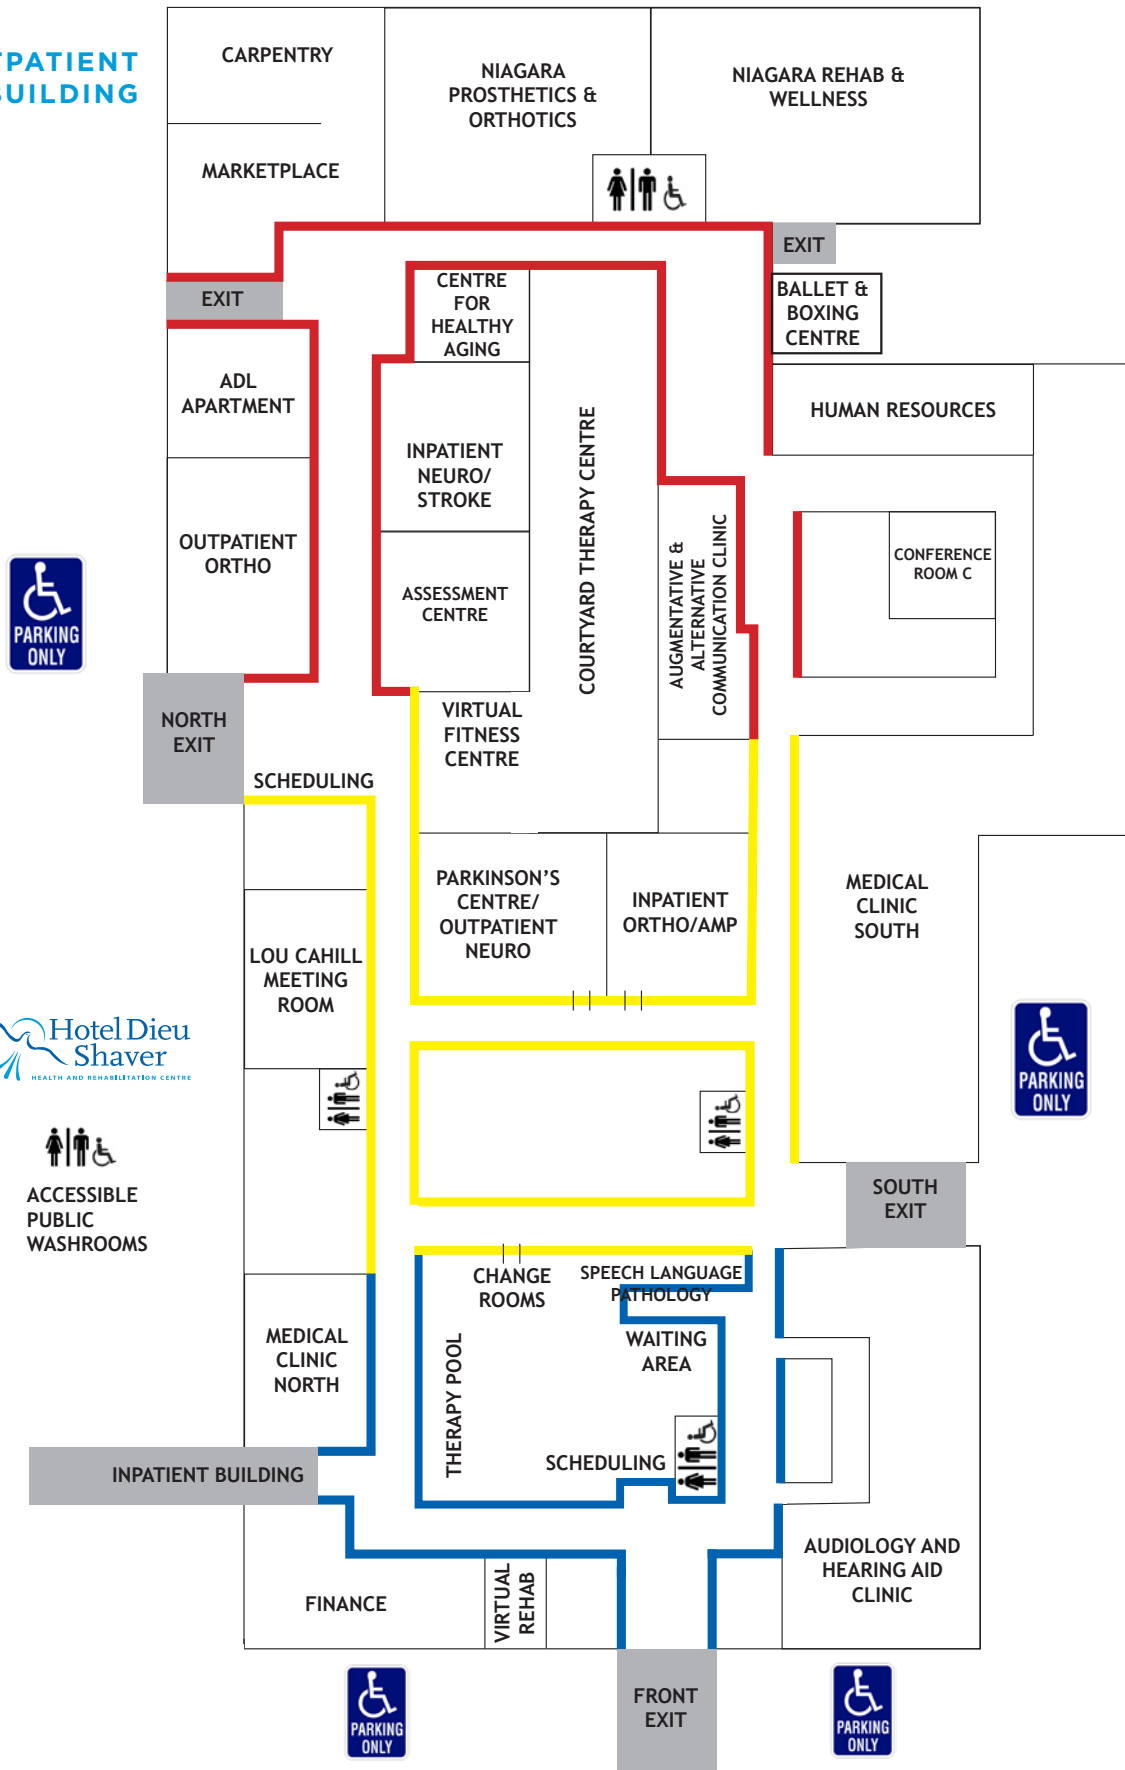 TPATIENT
BUILDING
CARPENTRY
NIAGARA
PROSTHETICS &
ORTHOTICS
NIAGARA REHAB &
WELLNESS
MARKETPLACE
EXIT
EXIT
CENTRE
FOR
HEALTHY
AGING
BALLET &
BOXING
CENTRE
ADL
APARTMENT
HUMAN RESOURCES
INPATIENT
NEURO/
STROKE
COURTYARD THERAPY CENTRE
OUTPATIENT
ORTHO
AUGMENTATIVE &
ALTERNATIVE
COMMUNICATION CLINIC
CONFERENCE
ROOM C
ASSESSMENT
CENTRE
PARKING
ONLY
NORTH
EXIT
VIRTUAL
FITNESS
CENTRE
SCHEDULING
PARKINSON'S
CENTRE/
OUTPATIENT
NEURO
INPATIENT
ORTHO/AMP
MEDICAL
CLINIC
SOUTH
LOU CAHILL
MEETING
ROOM
Hotel Dieu
Shaver
HEALTH AND REHABILITATION CENTRE
PARKING
ONLY
ACCESSIBLE
PUBLIC
WASHROOMS
SOUTH
EXIT
CHANGE
ROOMS
SPEECH LANGUAGE
PATHOLOGY
MEDICAL
CLINIC
NORTH
THERAPY POOL
WAITING
AREA
SCHEDULING
INPATIENT BUILDING
AUDIOLOGY AND
HEARING AID
CLINIC
FINANCE
VIRTUAL
REHAB
PARKING
ONLY
FRONT
EXIT
PARKING
ONLY